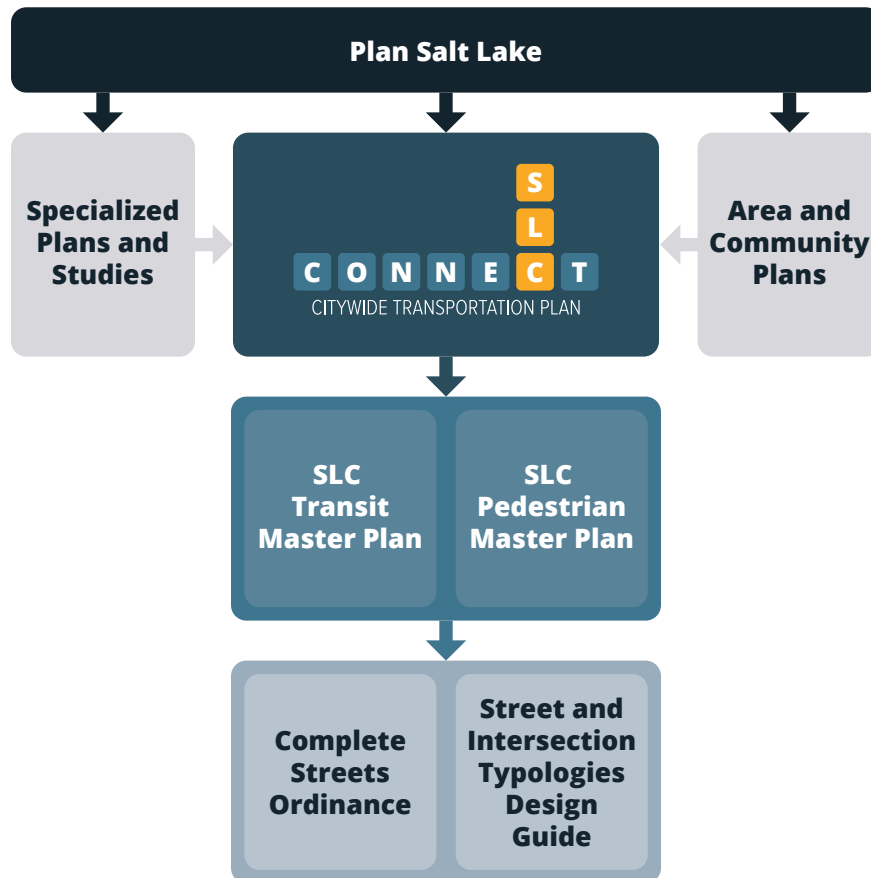 Plan Salt Lake
Specialized
Plans and
Studies
S
L
CONNECT
CITYWIDE TRANSPORTATION PLAN
Area and
Community
Plans
SLC
Transit
Master Plan
SLC
Pedestrian
Master Plan
Complete
Streets
Ordinance
Street and
Intersection
Typologies
Design
Guide